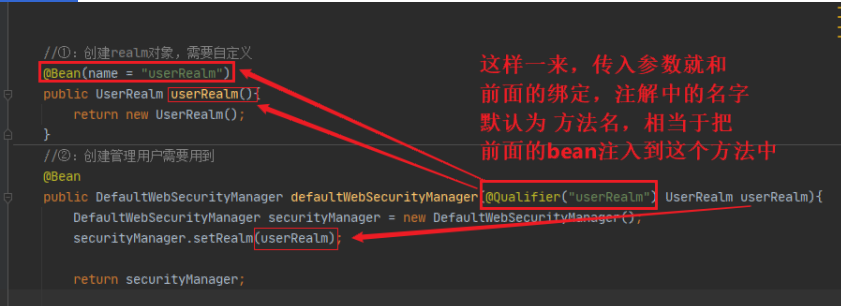 //①：创建realm对象，需要自定义
@Bean(name = "userRealm")
public UserRealm userRealm(){
return new UserRealm();
}
//②：创建管理用户需要用到
@Bean
public DefaultWebSecurityManager defaultWebSecurityManager(@Qualifier("userRealm") UserRealm userRealm){
DefaultWebSecurityManager securityManager = new DefaultWebSecurityManager();
securityManager.setRealm(userRealm);
return securityManager;
这样一来，传入参数就和
前面的绑定，注解中的名字
默认为 方法名，相当于把
前面的bean注入到这个方法中